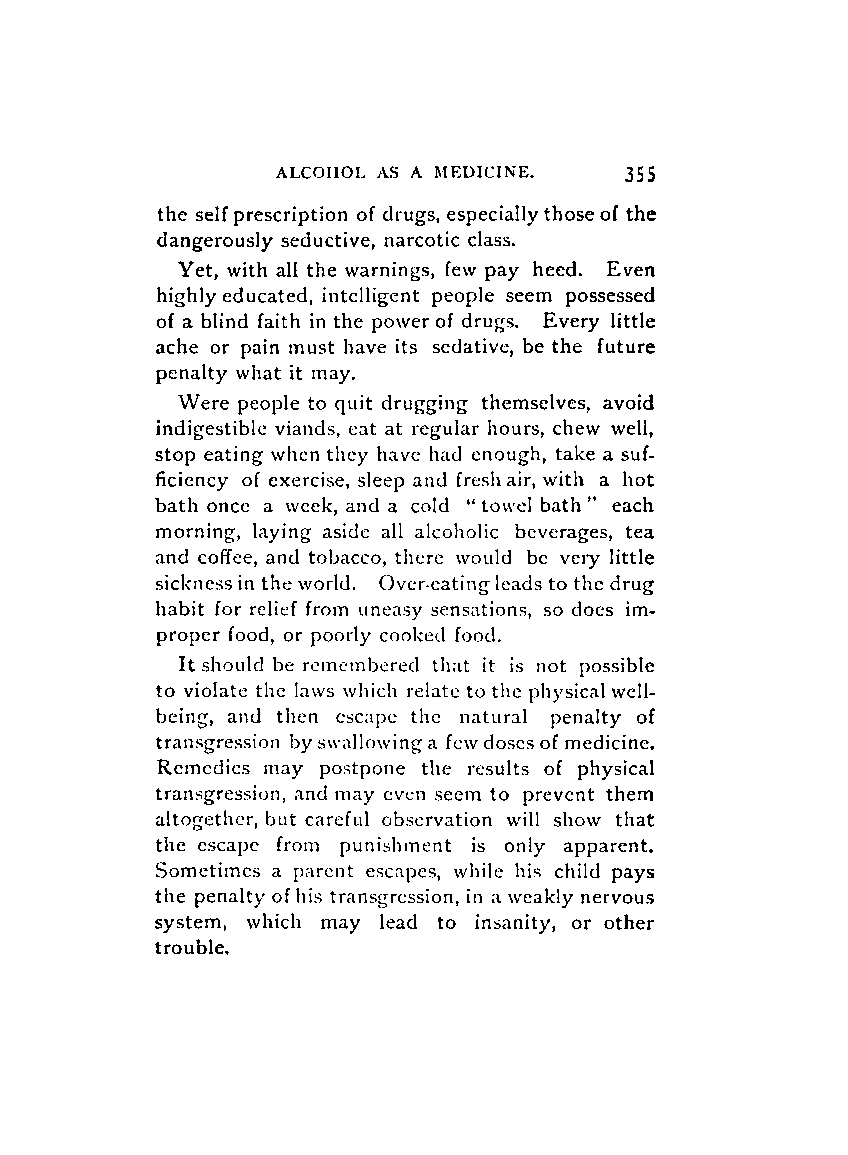 ALCOHOL AS A MEDICINE. 355
the self prescription of drugs, especially those of the
dangerously seductive, narcotic class.
Yet, with all the warnings, few pay heed. Even
highly educated, intelligent people seem possessed
of a blind faith in the power of drugs. Every little
ache or pain must have its sedative, be the future
penalty what it may.
Were people to quit drugging themselves, avoid
indigestible viands, eat at regular hours, chew well,
stop eating when they have had enough, take a suf-
ficiency of exercise, sleep and fresh air, with a hot
bath once a week, and a cold “towel bath” each
morning, laying aside all alcoholic beverages, tea
and coffee, and tobacco, there would be very little
sickness in the world. Over-eating leads to the drug
habit for relief from uneasy sensations, so does im-
proper food, or poorly cooked food.
It should be remembered that it is not possible
to violate the laws which relate to the physical well-
being, and then escape the natural penalty of
transgression by swallowing a few doses of medicine.
Remedies may postpone the results of physical
transgression, and may even seem to prevent them
altogether, but careful observation will show that
the escape from punishment is only apparent.
Sometimes a parent escapes, while his child pays
the penalty of his transgression, in a weakly nervous
system, which may lead to insanity, or other
trouble.